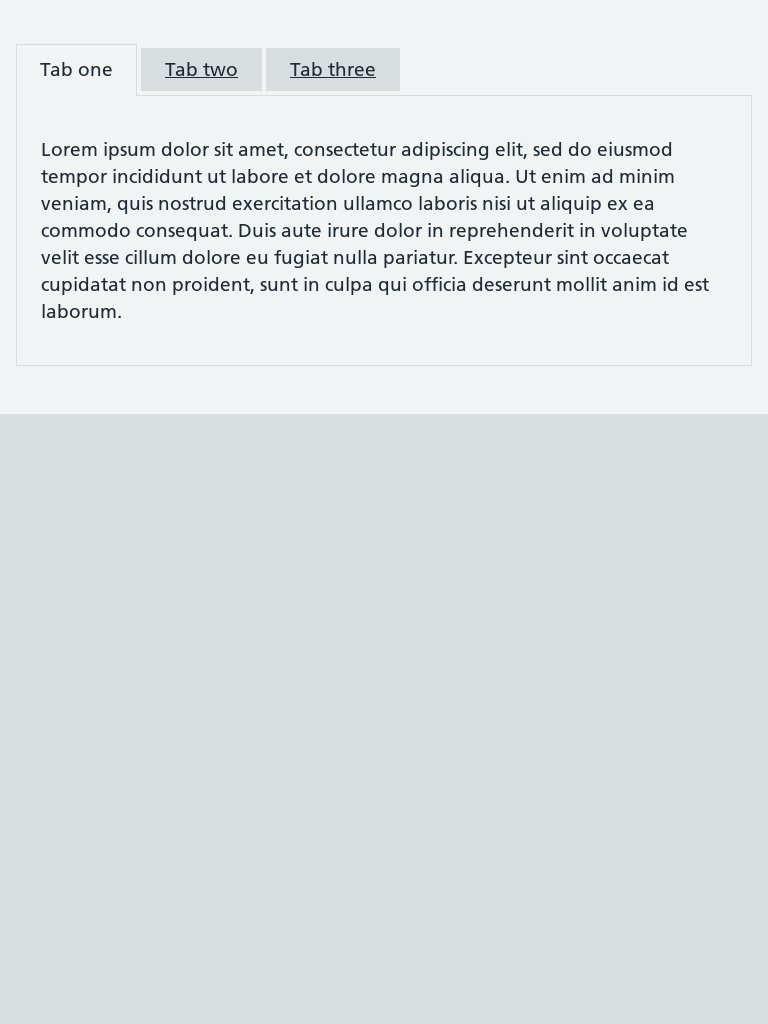 Tab one Tab two Tab three
Lorem ipsum dolor sit amet, consectetur adipiscing elit, sed do eiusmod
tempor incididunt ut labore et dolore magna aliqua. Ut enim ad minim
veniam, quis nostrud exercitation ullamco laboris nisi ut aliquip ex ea
commodo consequat. Duis aute irure dolor in reprehenderit in voluptate
velit esse cillum dolore eu fugiat nulla pariatur. Excepteur sint occaecat
cupidatat non proident, sunt in culpa qui officia deserunt mollit anim id est
laborum.